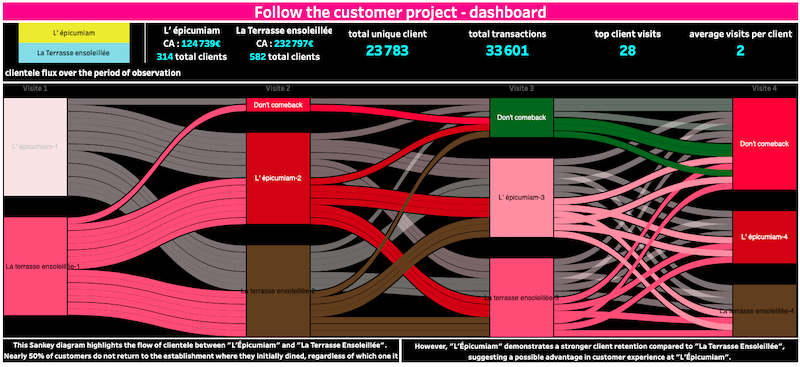 Follow the customer project - dashboard
L’ épicumiam
La Terrasse ensoleillée
L’ épicumiam
CA : 124 739€
314 total clients
La Terrasse ensoleillée
CA : 232 797€
582 total clients
total unique client
23 783
total transactions
33 601
top client visits
28
average visits per client
2
clientele flux over the period of observation
Visite 1
Visite 2
Visite 3
Visite 4
L’ épicumiam-1
La terrasse ensoleillée-1
Don't comeback
L’ épicumiam-2
La terrasse ensoleillée-2
Don't comeback
L’ épicumiam-3
La terrasse ensoleillée-3
Don't comeback
L’ épicumiam-4
La terrasse ensoleillée-4
This Sankey diagram highlights the flow of clientele between “L’Épicumiam” and “La Terrasse Ensoleillée”.
Nearly 50% of customers do not return to the establishment where they initially dined, regardless of which one it
However, “L’Épicumiam” demonstrates a stronger client retention compared to “La Terrasse Ensoleillée”,
suggesting a possible advantage in customer experience at “L’Épicumiam”.